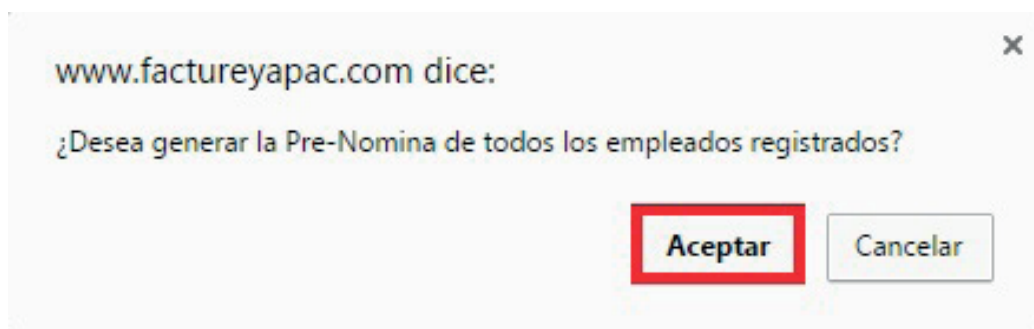 www.factureyapac.com dice:
¿Desea generar la Pre-Nomina de todos los empleados registrados?
Aceptar
Cancelar